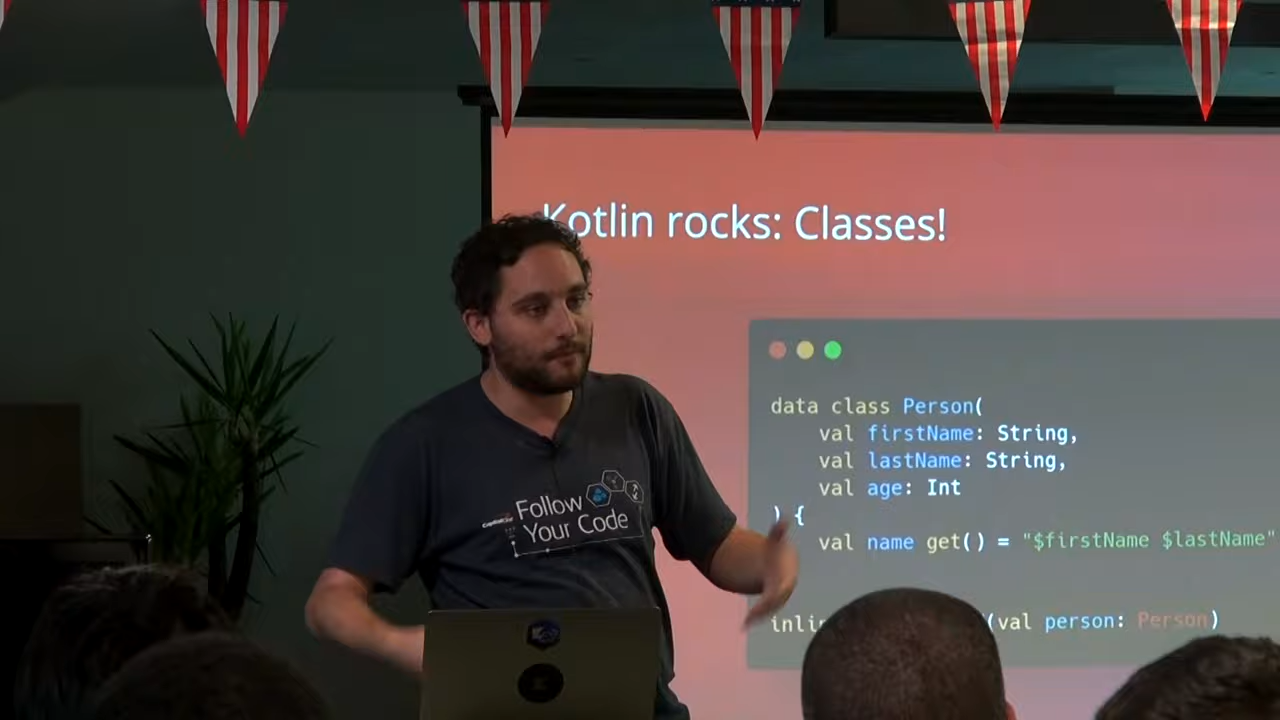 Kotlin rocks: Classes!
data class Person(
val firstName: String,
val lastName: String,
val age: Int
) {
val name get() = "$firstName $lastName"
(val person: Person)
Follow
Your Code